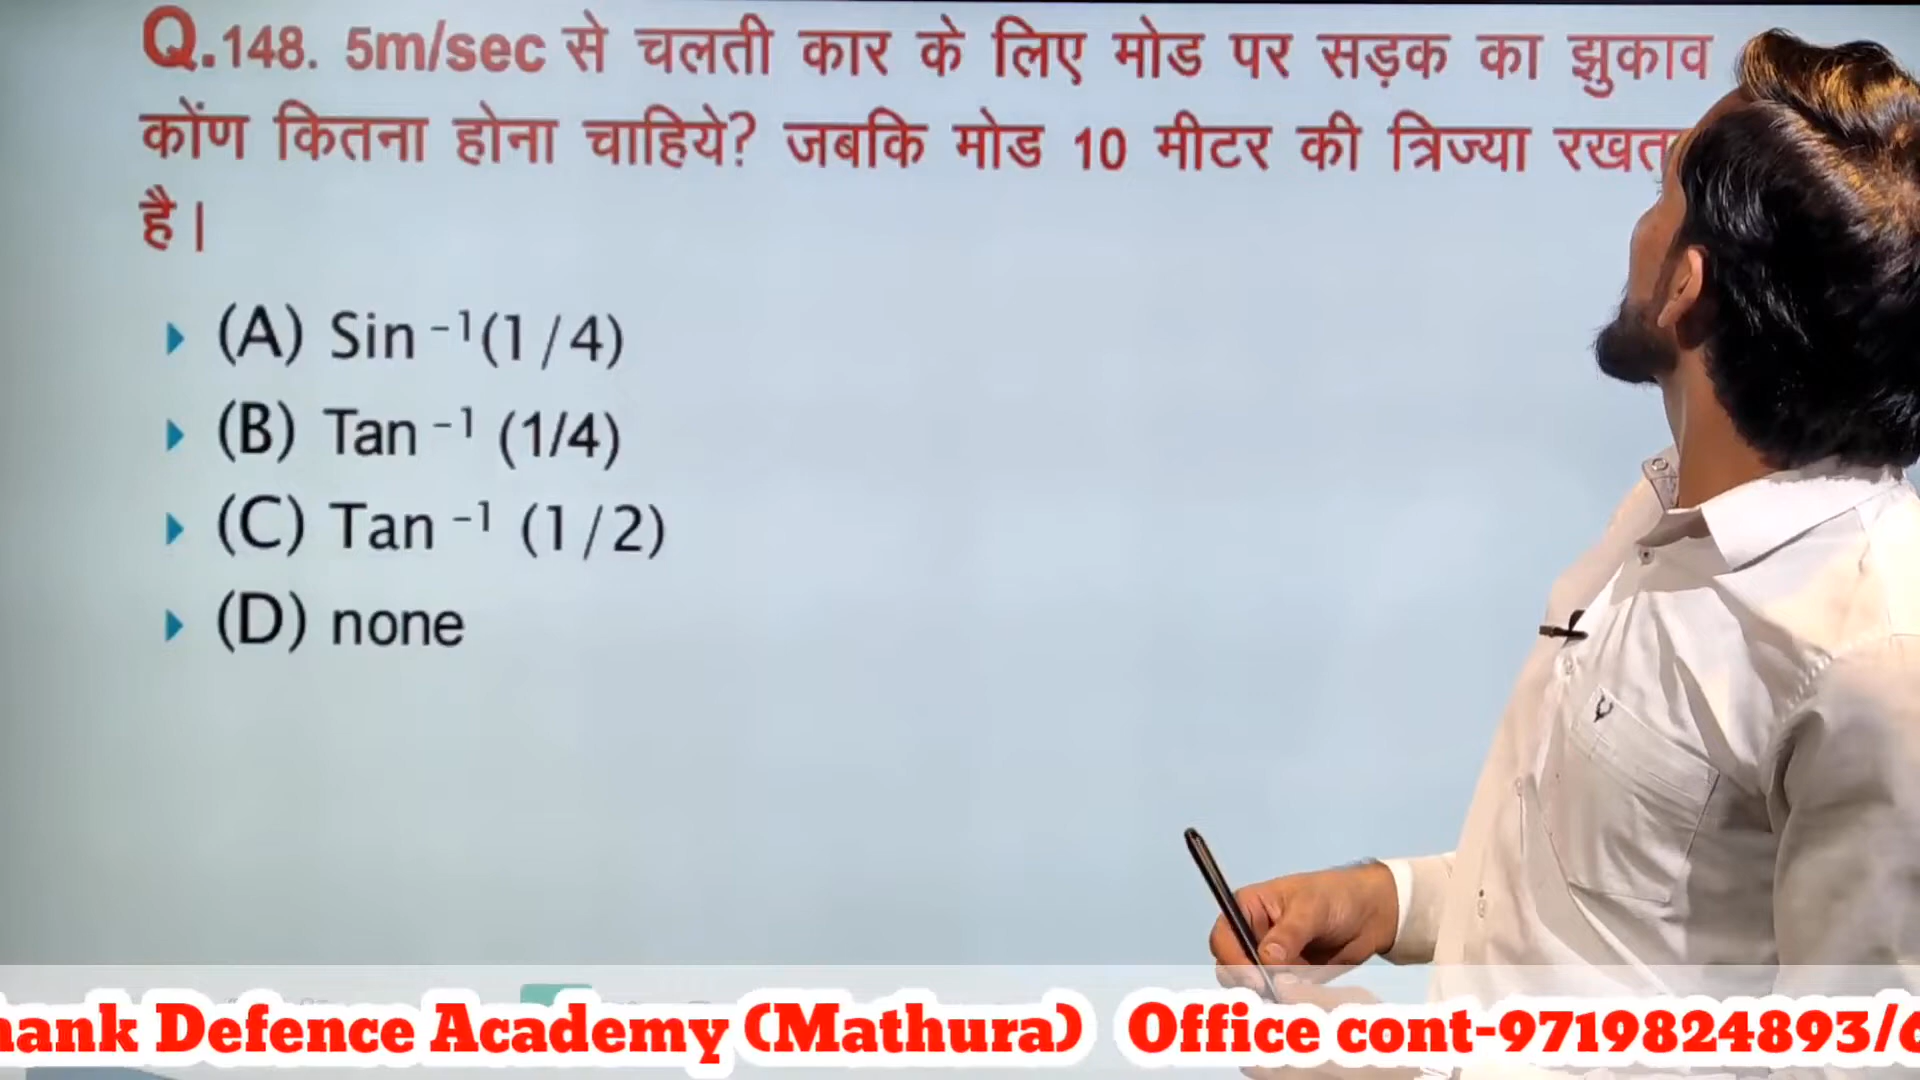 Q.148. 5m/sec से चलती कार के लिए मोड पर सड़क का झुकाव
कोंण कितना होना चाहिये? जबकि मोड 10 मीटर की त्रिज्या
है।
(A) Sin ⁻¹(1/4)
(B) Tan ⁻¹ (1/4)
(C) Tan ⁻¹ (1/2)
(D) none
Defence Academy (Mathura) Office cont-9719824893/